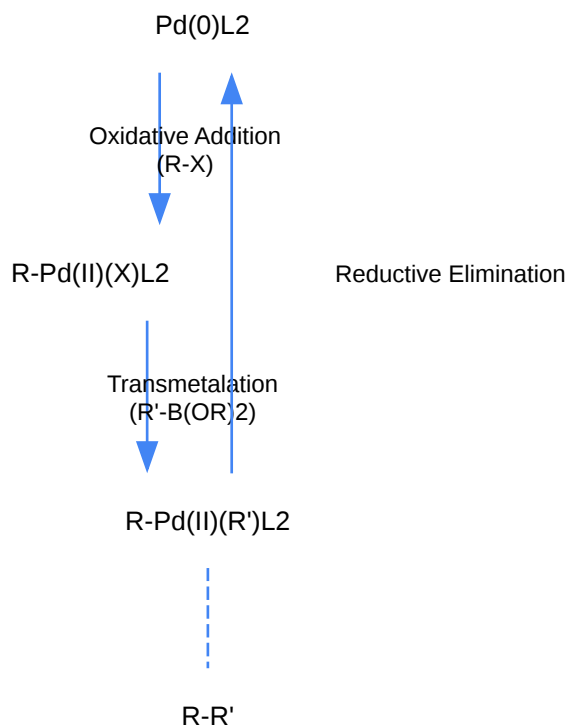 Pd(0)L2
Oxidative Addition
(R-X)
R-Pd(II)(X)L2
Reductive Elimination
Transmetalation
(R'-B(OR)2)
R-Pd(II)(R')L2
R-R'